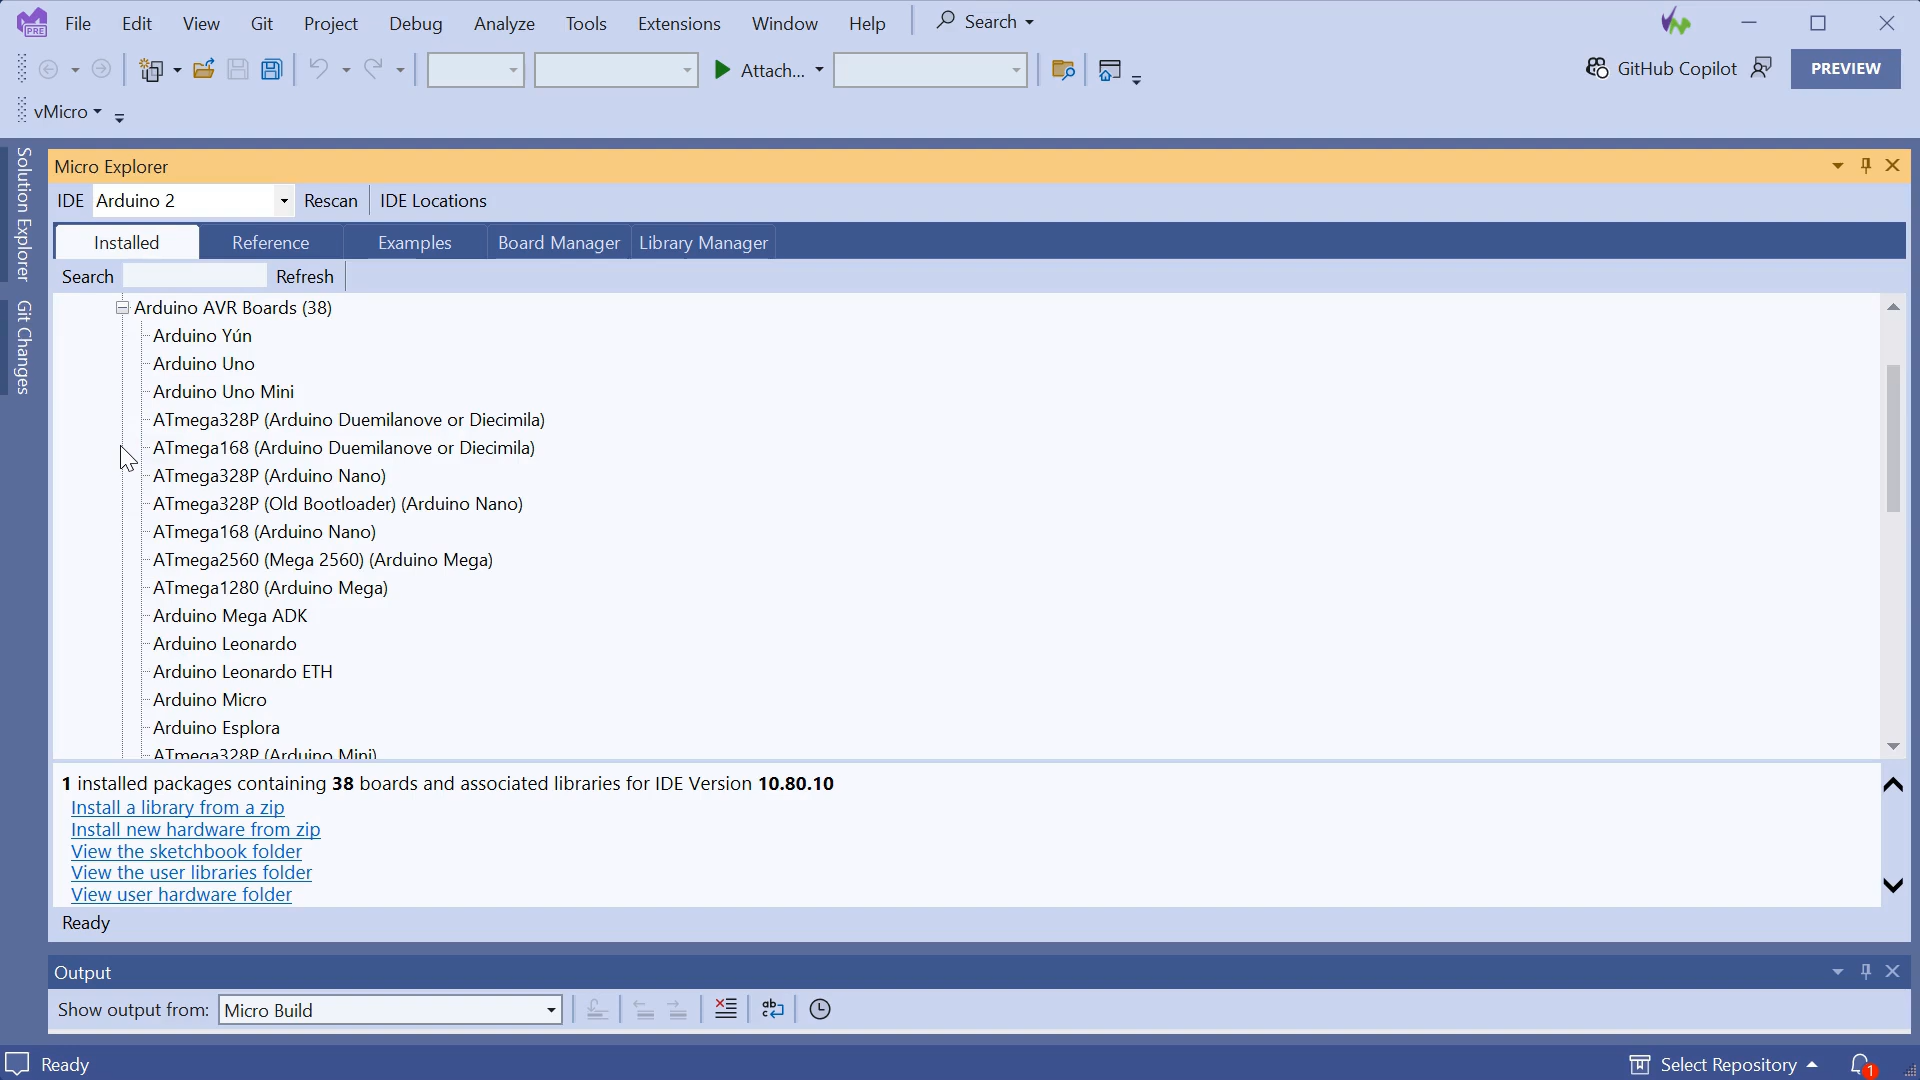 PRE File Edit View Git Project Debug Analyze Tools Extensions Window Help Search
Attach... GitHub Copilot PREVIEW
vMicro
Solution Explorer
Git Changes
Micro Explorer
IDE Arduino 2 Rescan IDE Locations
Installed Reference Examples Board Manager Library Manager
Search Refresh
Arduino AVR Boards (38)
Arduino Yún
Arduino Uno
Arduino Uno Mini
ATmega328P (Arduino Duemilanove or Diecimila)
ATmega168 (Arduino Duemilanove or Diecimila)
ATmega328P (Arduino Nano)
ATmega328P (Old Bootloader) (Arduino Nano)
ATmega168 (Arduino Nano)
ATmega2560 (Mega 2560) (Arduino Mega)
ATmega1280 (Arduino Mega)
Arduino Mega ADK
Arduino Leonardo
Arduino Leonardo ETH
Arduino Micro
Arduino Esplora
ATmega328P (Arduino Mini)
1 installed packages containing 38 boards and associated libraries for IDE Version 10.80.10
Install a library from a zip
Install new hardware from zip
View the sketchbook folder
View the user libraries folder
View user hardware folder
Ready
Output
Show output from: Micro Build
Ready Select Repository 1